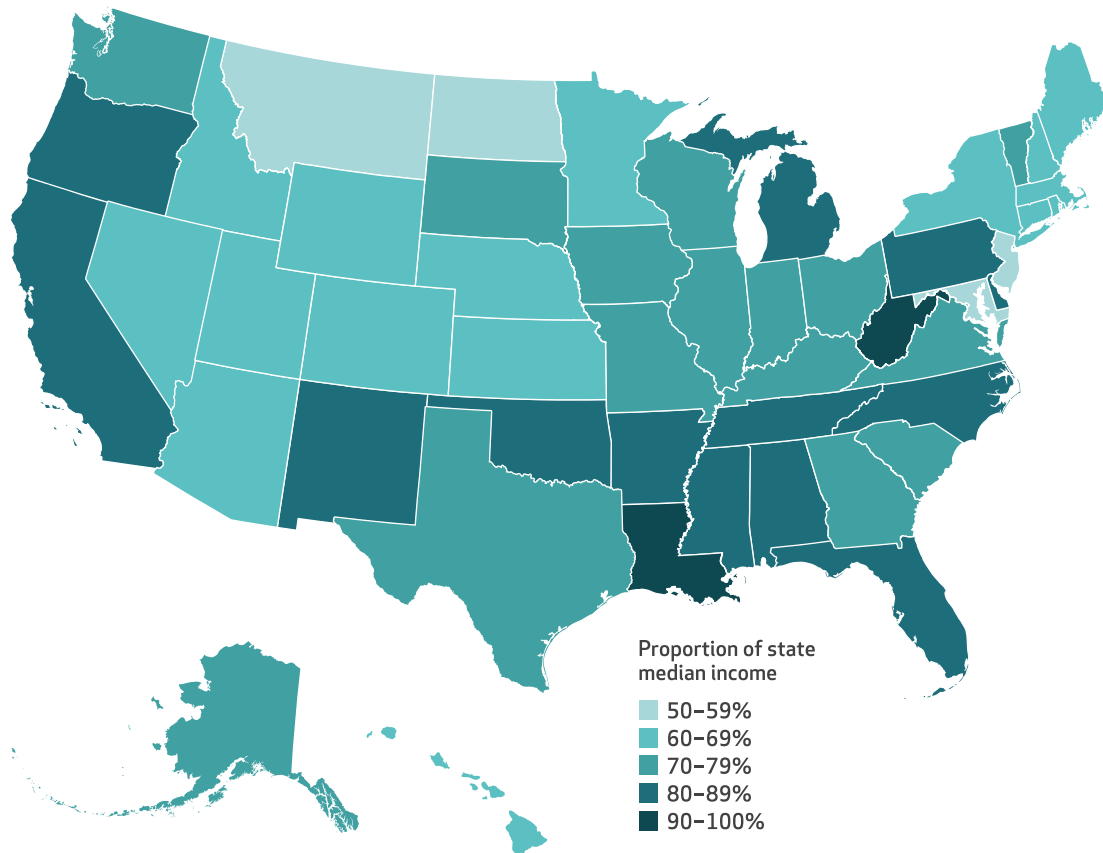 Proportion of state
median income
50–59%
60–69%
70–79%
80–89%
90–100%